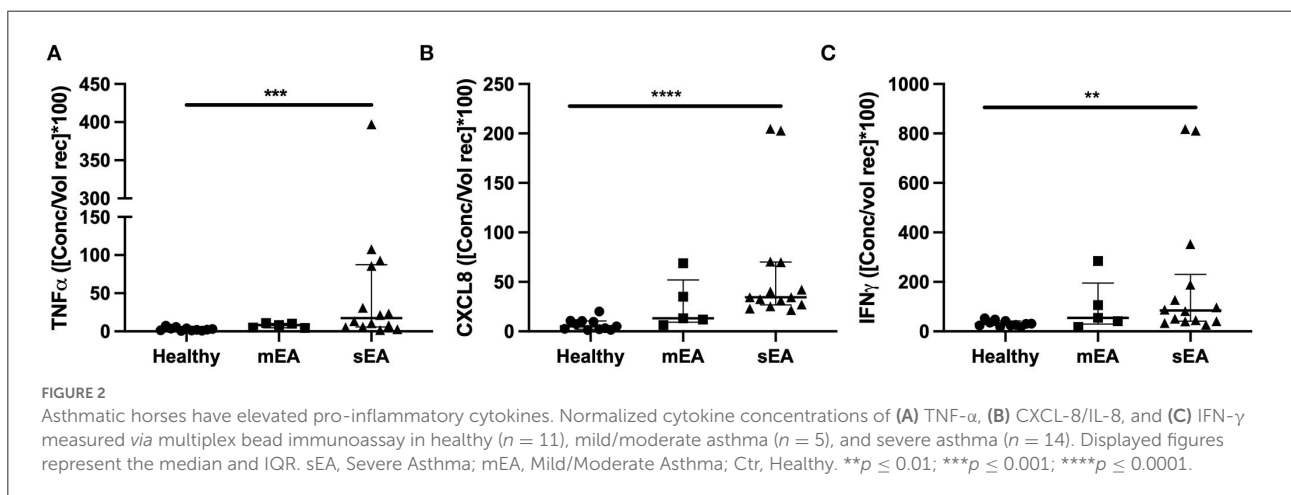 A
TNFα ([Conc/Vol rec]*100)
450
400
350
300
150
100
50
0
***
Healthy
mEA
sEA
B
CXCL8 ([Conc/Vol rec]*100)
250
200
150
100
50
0
****
Healthy
mEA
sEA
C
IFNγ ([Conc/vol rec]*100)
1000
800
600
400
200
0
**
Healthy
mEA
sEA
FIGURE 2
Asthmatic horses have elevated pro-inflammatory cytokines. Normalized cytokine concentrations of (A) TNF-α, (B) CXCL-8/IL-8, and (C) IFN-γ
measured via multiplex bead immunoassay in healthy (n = 11), mild/moderate asthma (n = 5), and severe asthma (n = 14). Displayed figures
represent the median and IQR. sEA, Severe Asthma; mEA, Mild/Moderate Asthma; Ctr, Healthy. **p ≤ 0.01; ***p ≤ 0.001; ****p ≤ 0.0001.